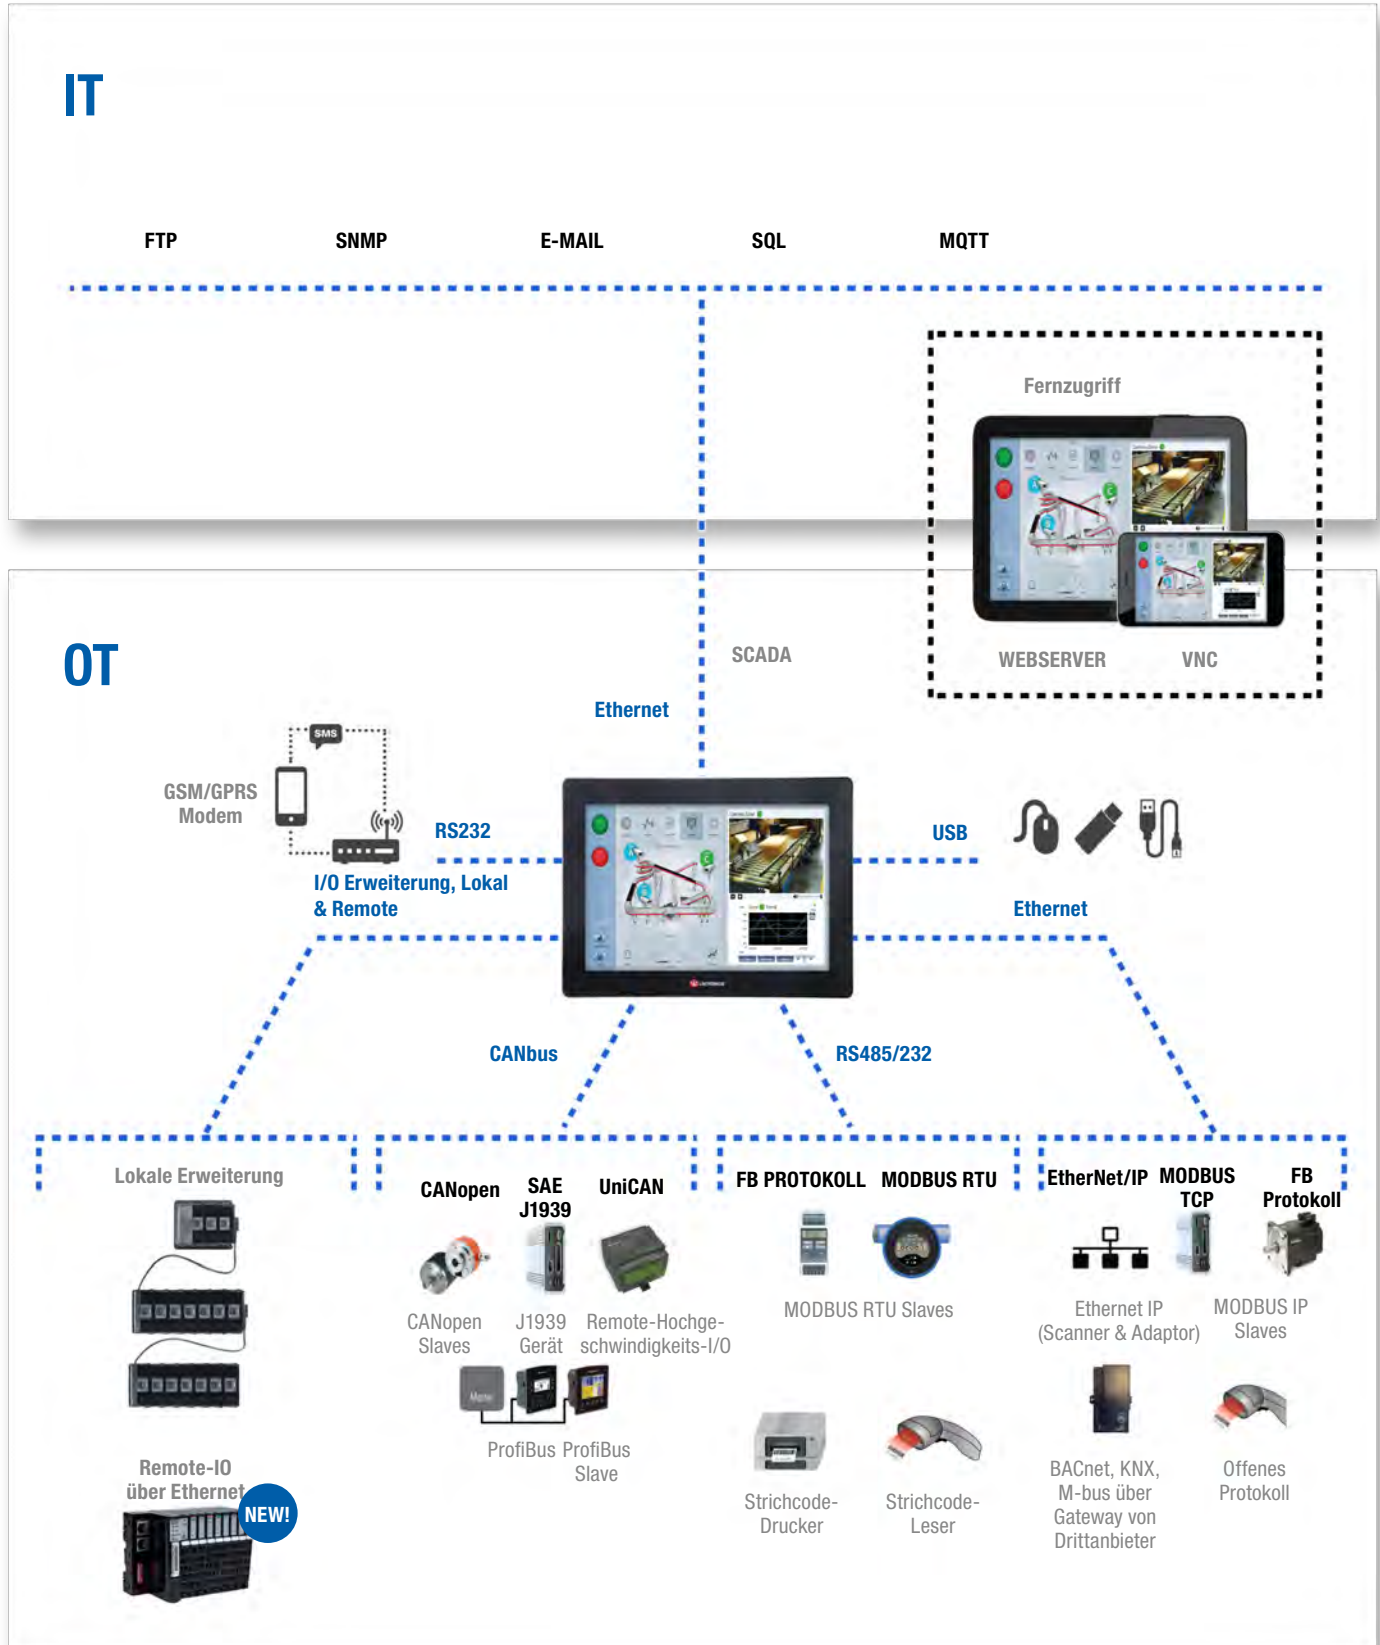 IT
FTP
SNMP
E-MAIL
SQL
MQTT
Fernzugriff
WEBSERVER
VNC
OT
SCADA
Ethernet
SMS
GSM/GPRS
Modem
RS232
USB
I/O Erweiterung, Lokal
& Remote
Ethernet
CANbus
RS485/232
Lokale Erweiterung
Remote-IO
über Ethernet
NEW!
CANopen
SAE
J1939
UniCAN
CANopen
Slaves
J1939
Gerät
Remote-Hochge-
schwindigkeits-I/O
ProfiBus
ProfiBus
Slave
FB PROTOKOLL
MODBUS RTU
MODBUS RTU Slaves
Strichcode-
Drucker
Strichcode-
Leser
EtherNet/IP
MODBUS
TCP
FB
Protokoll
Ethernet IP
(Scanner & Adaptor)
MODBUS IP
Slaves
BACnet, KNX,
M-bus über
Gateway von
Drittanbieter
Offenes
Protokoll